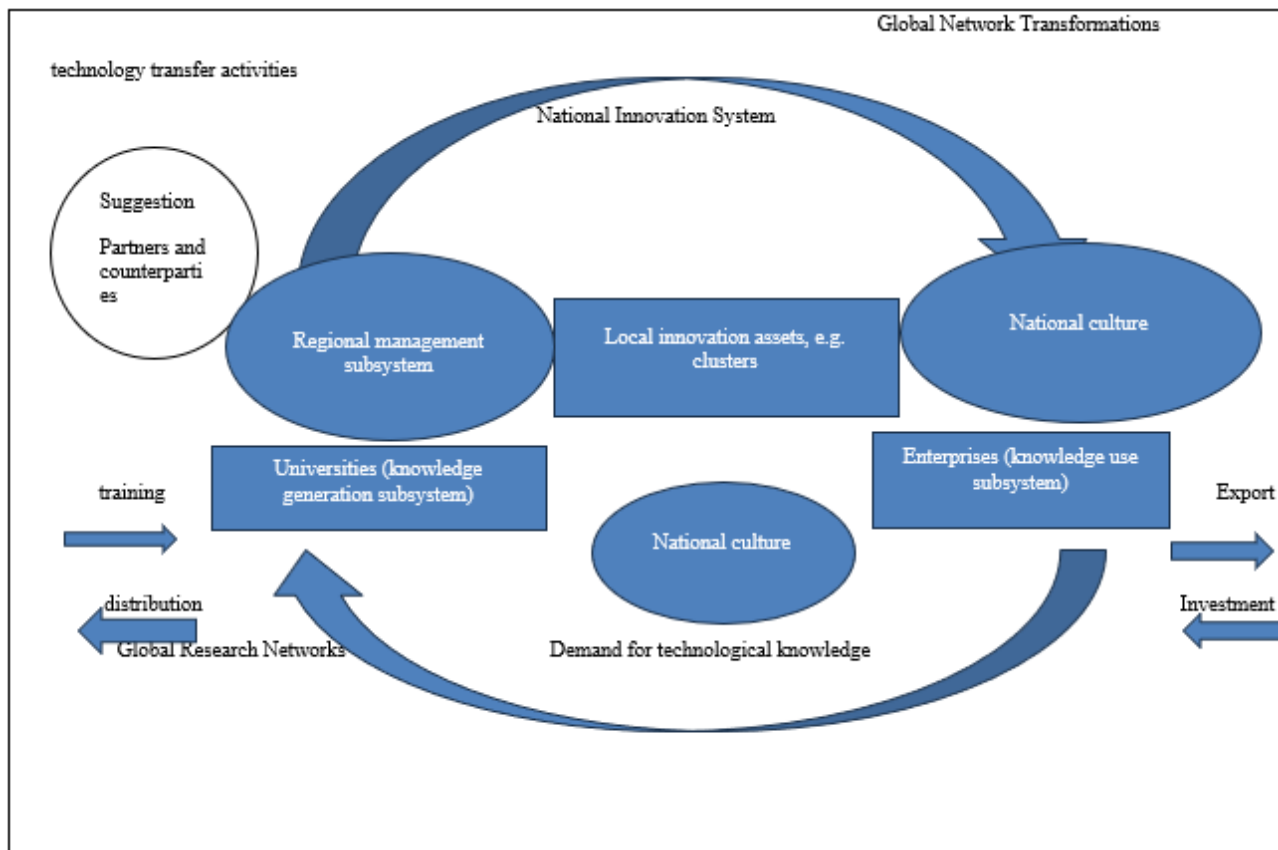 Global Network Transformations
technology transfer activities
National Innovation System
Suggestion
Partners and
counterparti
es
Regional management
subsystem
Local innovation assets, e.g.
clusters
National culture
Universities (knowledge
generation subsystem)
Enterprises (knowledge use
subsystem)
training
Export
National culture
distribution
Investment
Global Research Networks
Demand for technological knowledge